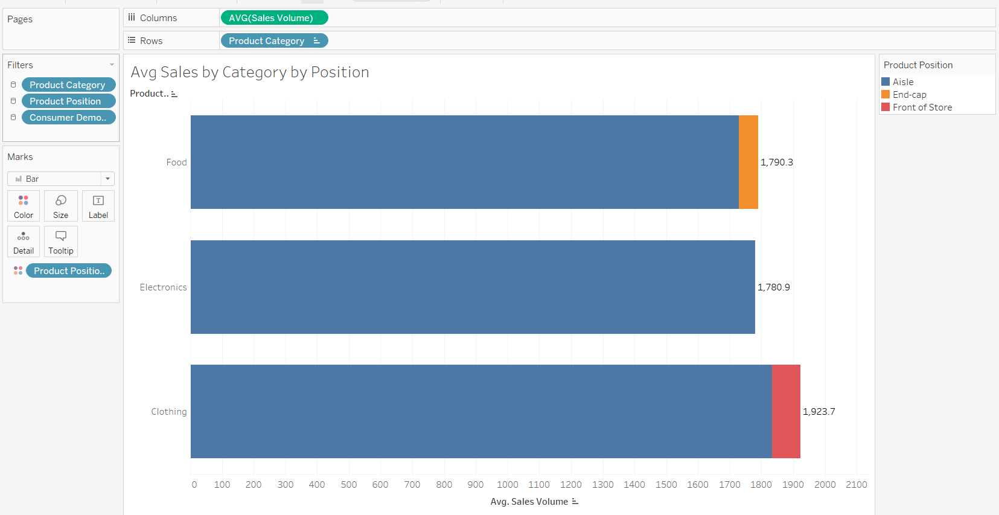 Pages
Columns AVG(Sales Volume)
Rows Product Category
Filters
Product Category
Product Position
Consumer Demo..
Marks
Bar
Color Size Label
T
Detail Tooltip
Product Positio..
Avg Sales by Category by Position
Product..
Food 1,790.3
Electronics 1,780.9
Clothing 1,923.7
0 100 200 300 400 500 600 700 800 900 1000 1100 1200 1300 1400 1500 1600 1700 1800 1900 2000 2100
Avg. Sales Volume
Product Position
Aisle
End-cap
Front of Store